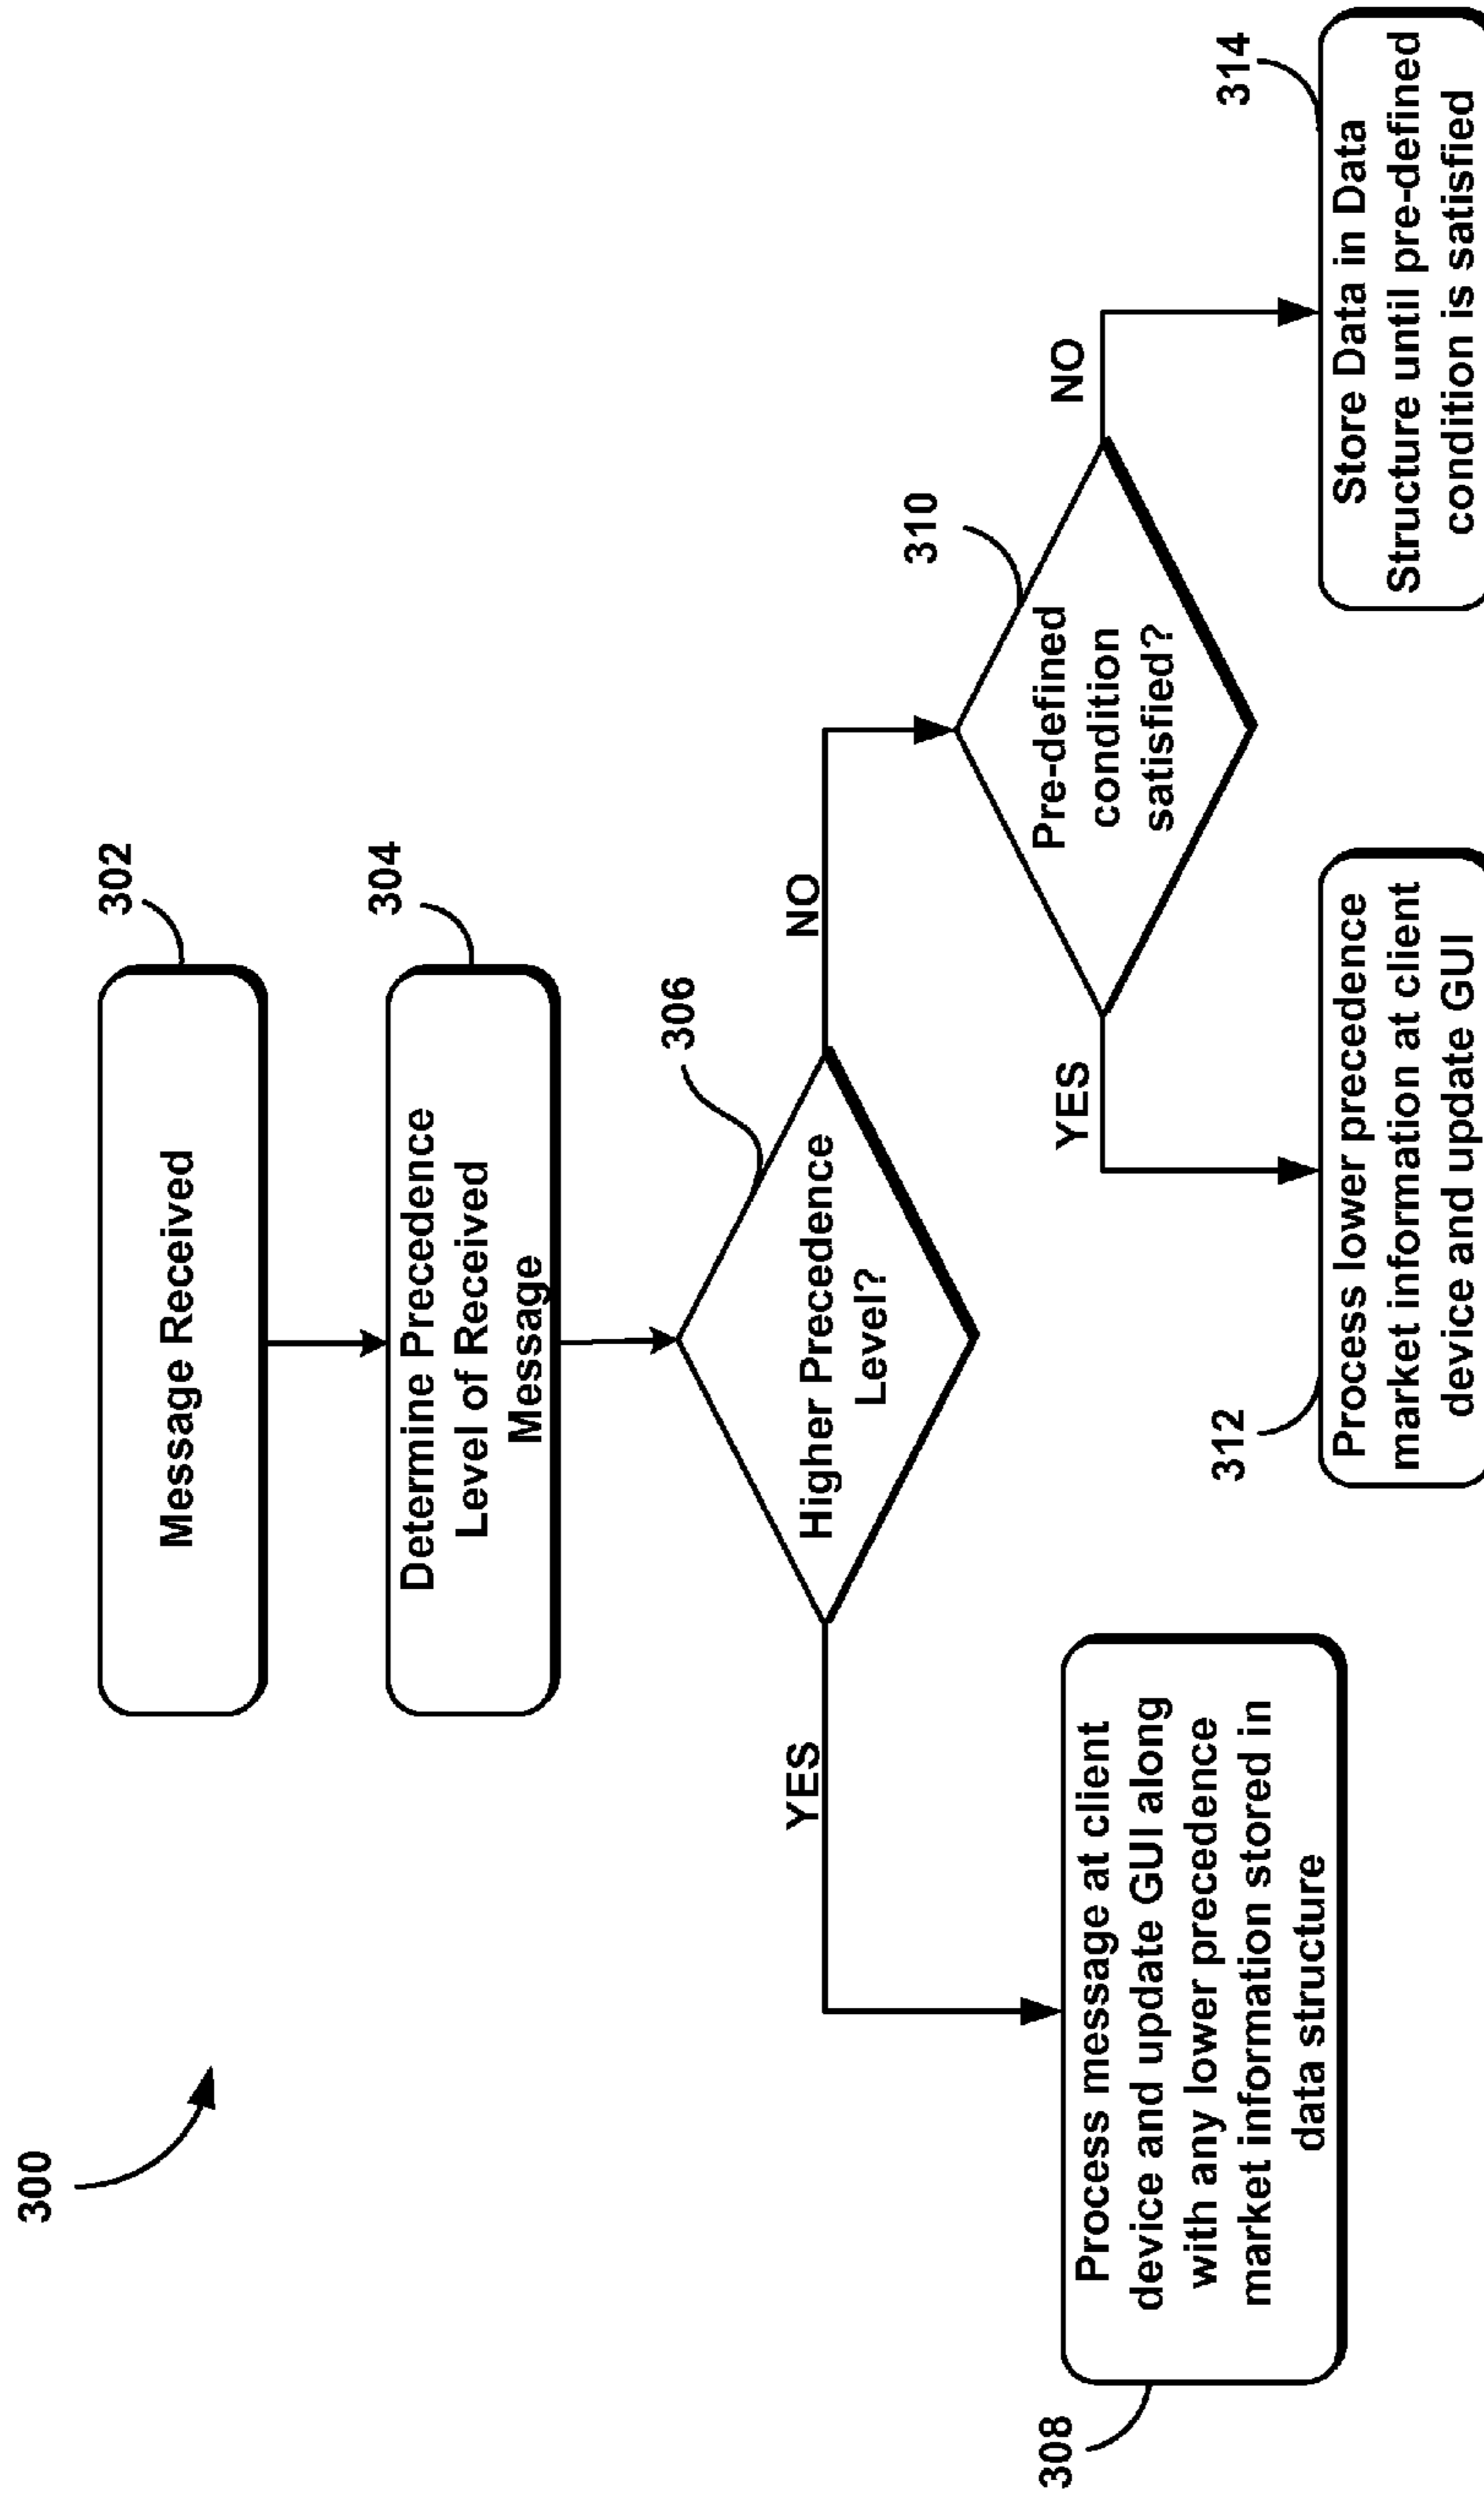 300
302
Message Received
304
Determine Precedence
Level of Received
Message
306
Higher Precedence
Level?
YES
NO
308
Process message at client
device and update GUI along
with any lower precedence
market information stored in
data structure
310
Pre-defined
condition
satisfied?
YES
NO
312
Process lower precedence
market information at client
device and update GUI
314
Store Data in Data
Structure until pre-defined
condition is satisfied